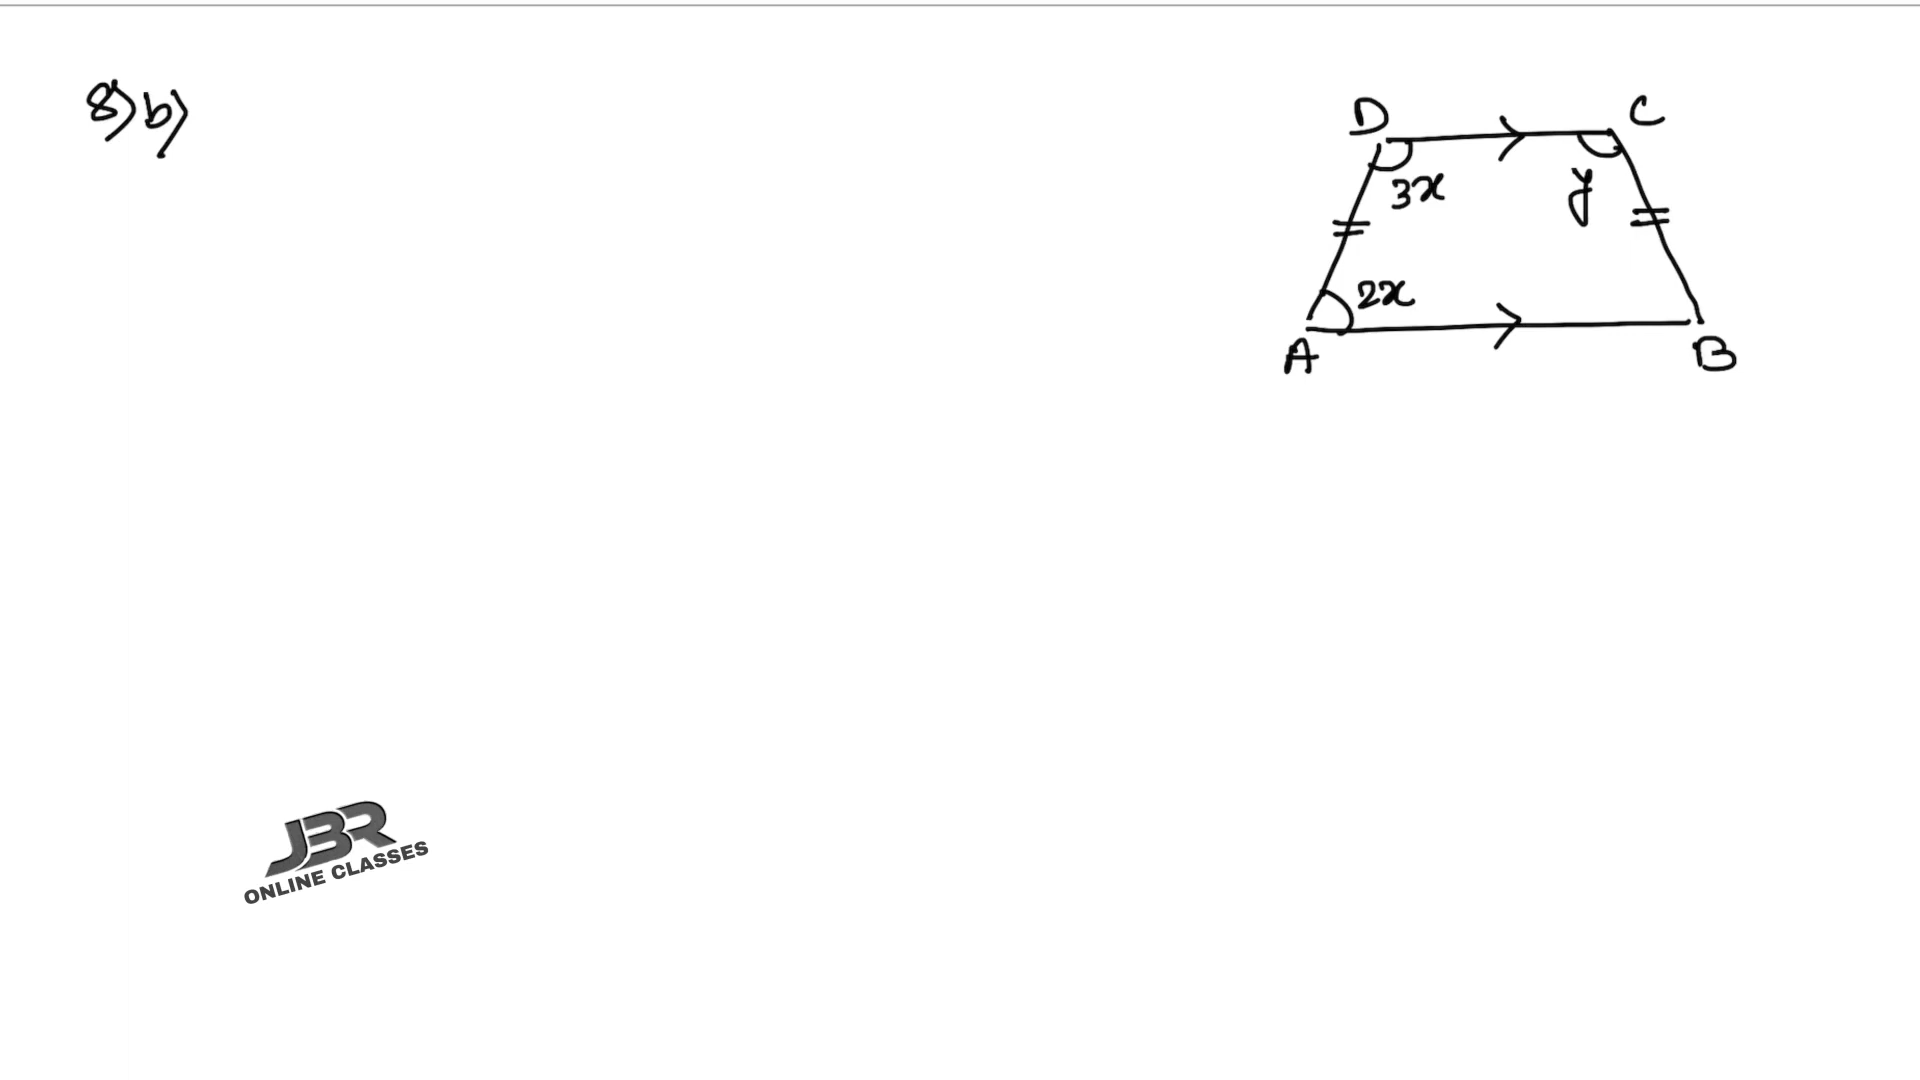 8) b)
D
C
3x
y
2x
A
B
JBR
ONLINE CLASSES